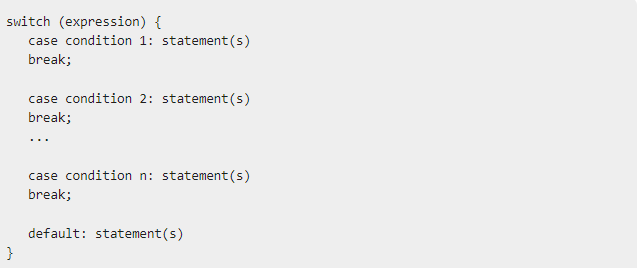 switch (expression) {
case condition 1: statement(s)
break;
case condition 2: statement(s)
break;
...
case condition n: statement(s)
break;
default: statement(s)
}